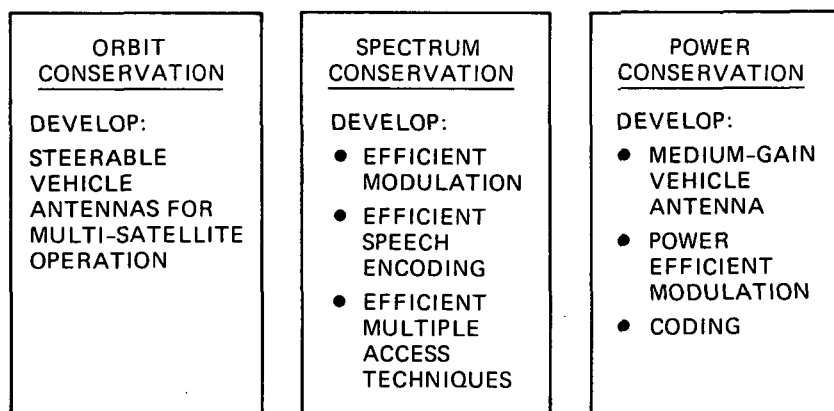 ORBIT
CONSERVATION
DEVELOP:
STEERABLE
VEHICLE
ANTENNAS FOR
MULTI-SATELLITE
OPERATION
SPECTRUM
CONSERVATION
DEVELOP:
● EFFICIENT
MODULATION
● EFFICIENT
SPEECH
ENCODING
● EFFICIENT
MULTIPLE
ACCESS
TECHNIQUES
POWER
CONSERVATION
DEVELOP:
● MEDIUM-GAIN
VEHICLE
ANTENNA
● POWER
EFFICIENT
MODULATION
● CODING